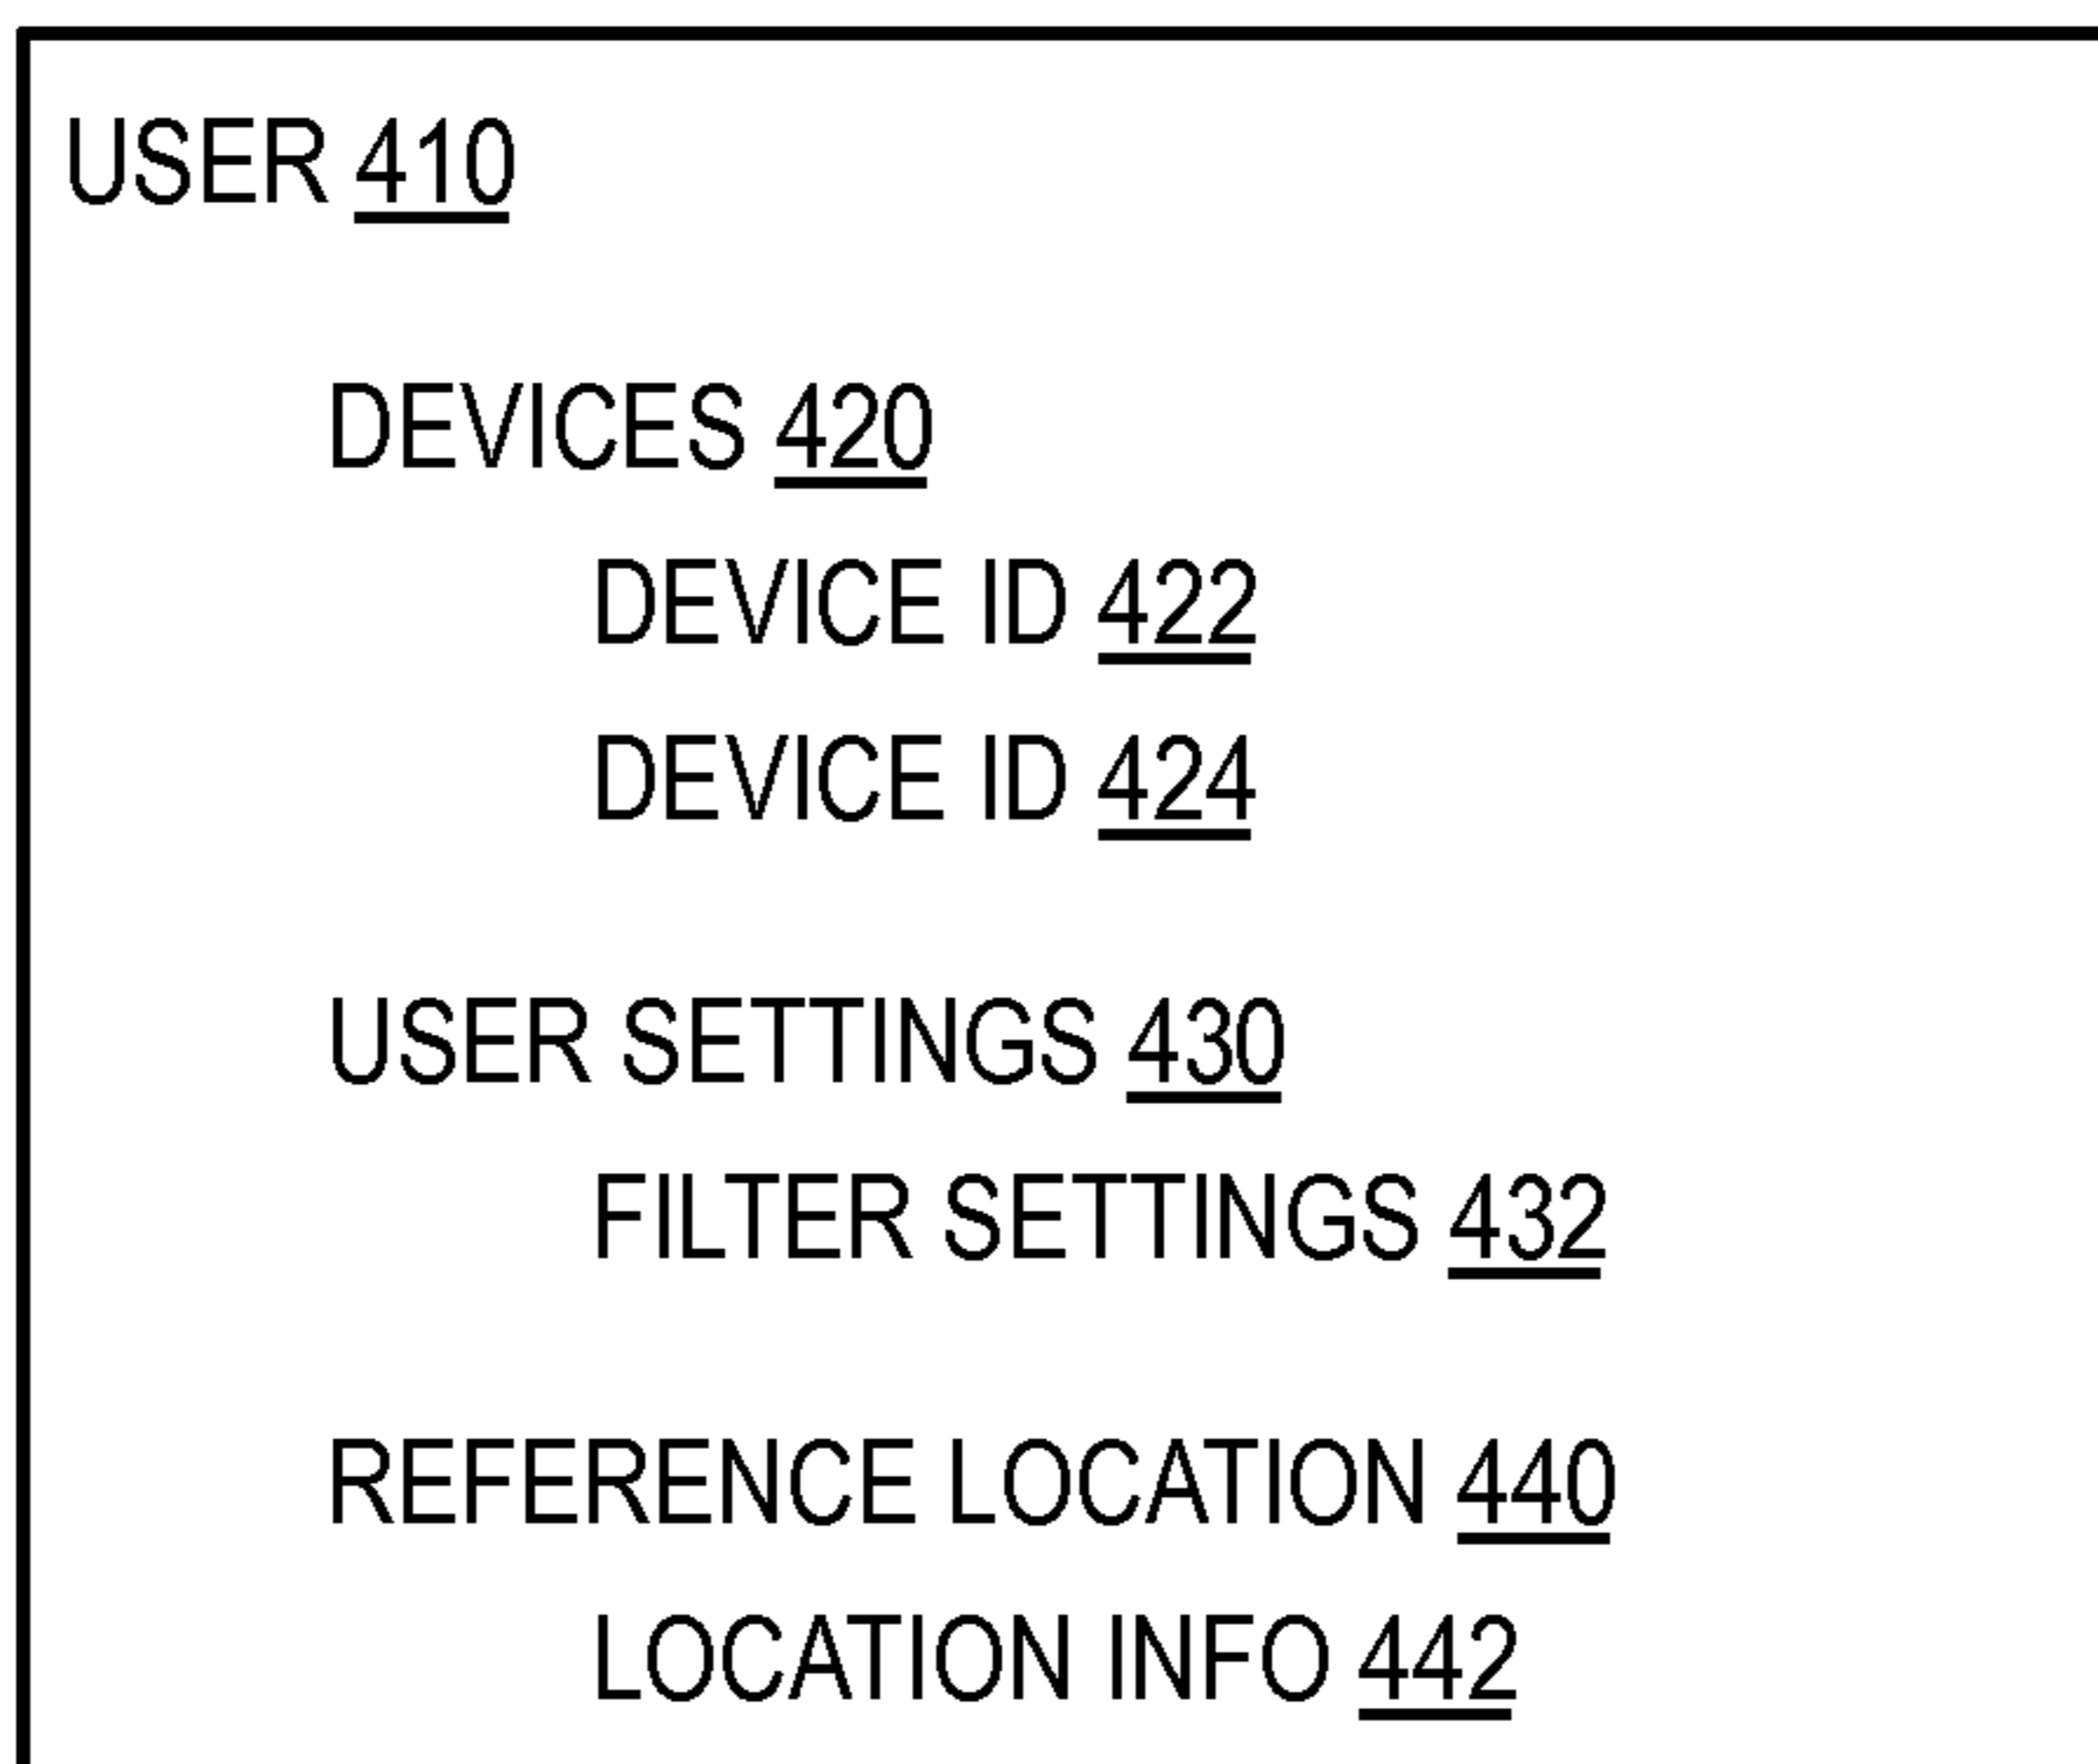 USER 410
DEVICES 420
DEVICE ID 422
DEVICE ID 424
USER SETTINGS 430
FILTER SETTINGS 432
REFERENCE LOCATION 440
LOCATION INFO 442